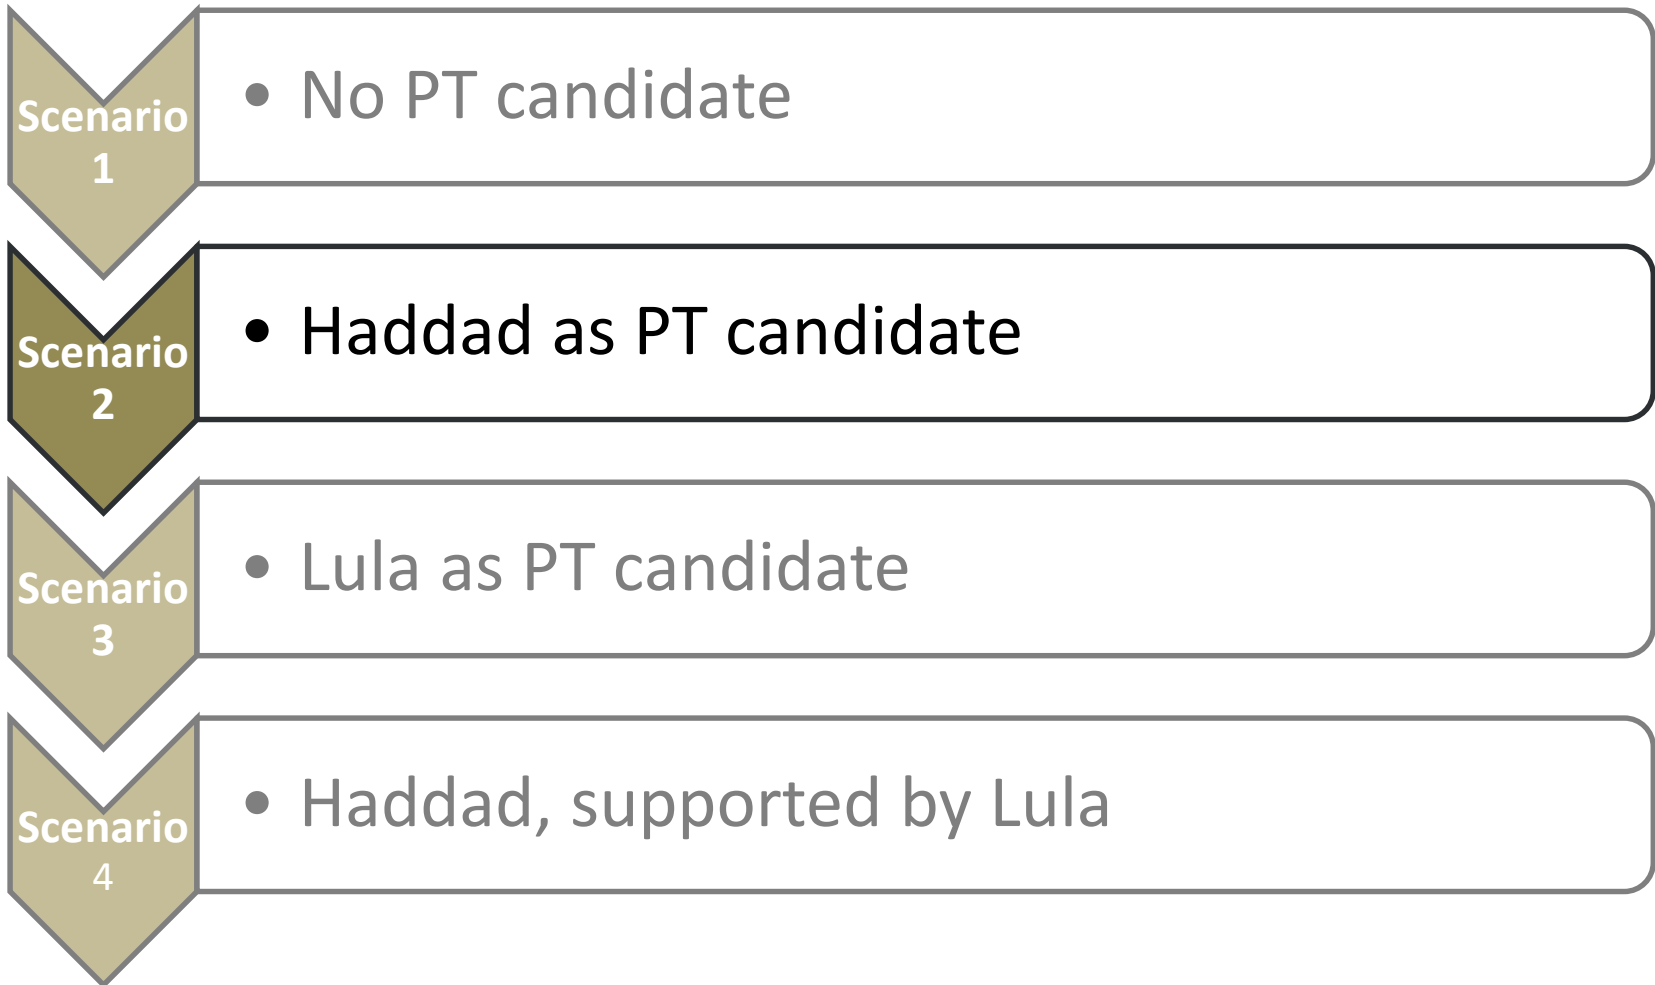 Scenario
1
• No PT candidate
Scenario
2
• Haddad as PT candidate
Scenario
3
• Lula as PT candidate
Scenario
4
• Haddad, supported by Lula